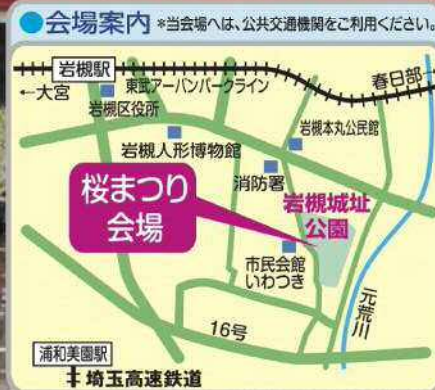 ●会場案内 *当会場へは、公共交通機関をご利用ください。
岩槻駅
東武アーバンパークライン
春日部→
←大宮
岩槻区役所
岩槻本丸公民館
岩槻人形博物館
消防署
桜まつり
会場
岩槻城址
公園
市民会館
いわつき
元荒川
16号
浦和美園駅
埼玉高速鉄道